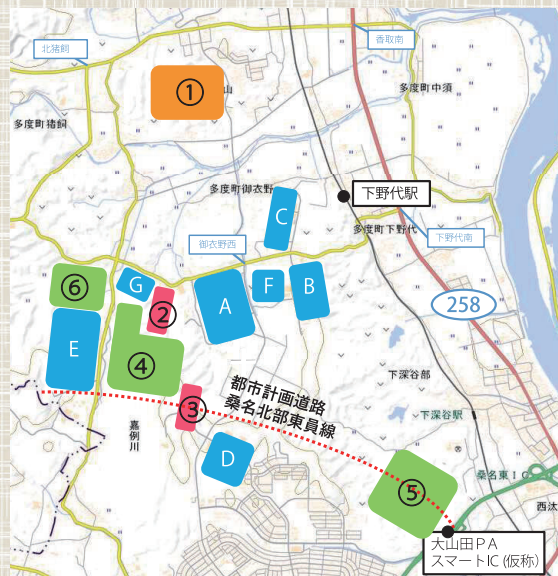 北猪飼
香取南
①
山
多度町中須
多度町猪飼
多度町御衣野
C
下野代駅
多度町下野代
御衣野西
下野代南
⑥
G
②
A
F
B
258
E
④
都市計画道路
桑名北部東員線
③
下深谷部
下深谷駅
嘉例川
D
⑤
桑名東IC
西汰
大山田PA
スマートIC(仮称)